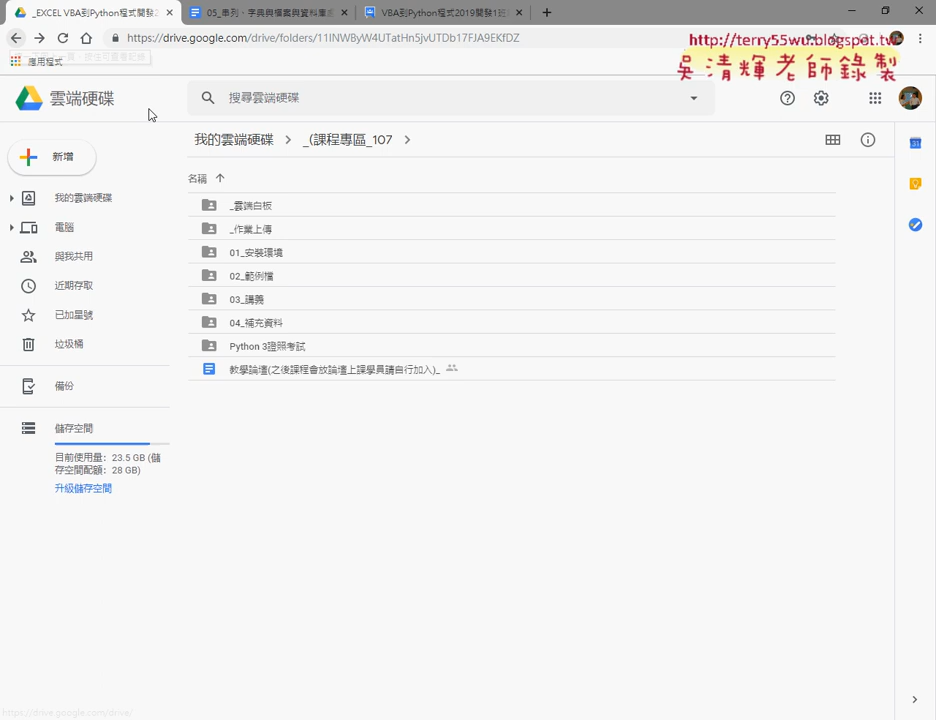 _EXCEL VBA到Python程式開發2
05_串列、字典與檔案與資料庫處
VBA到Python2019開發1班
https://drive.google.com/drive/folders/11INWByW4UTatHn5jvUTDb17FJA9EKfDZ
http://terry55wu.blogspot.tw
吳清輝老師錄製
應用程式
雲端硬碟
搜尋雲端硬碟
我的雲端硬碟
_(課程專區_107
新增
名稱
我的雲端硬碟
_雲端白板
電腦
_作業上傳
與我共用
01_安裝環境
近期存取
02_範例檔
已加星號
03_講義
垃圾桶
04_補充資料
備份
Python 3證照考試
教學論壇(之後課程會放論壇上課學員請自行加入)_
儲存空間
目前使用量: 23.5 GB (儲
存空間配額: 28 GB)
升級儲存空間
https://drive.google.com/drive/